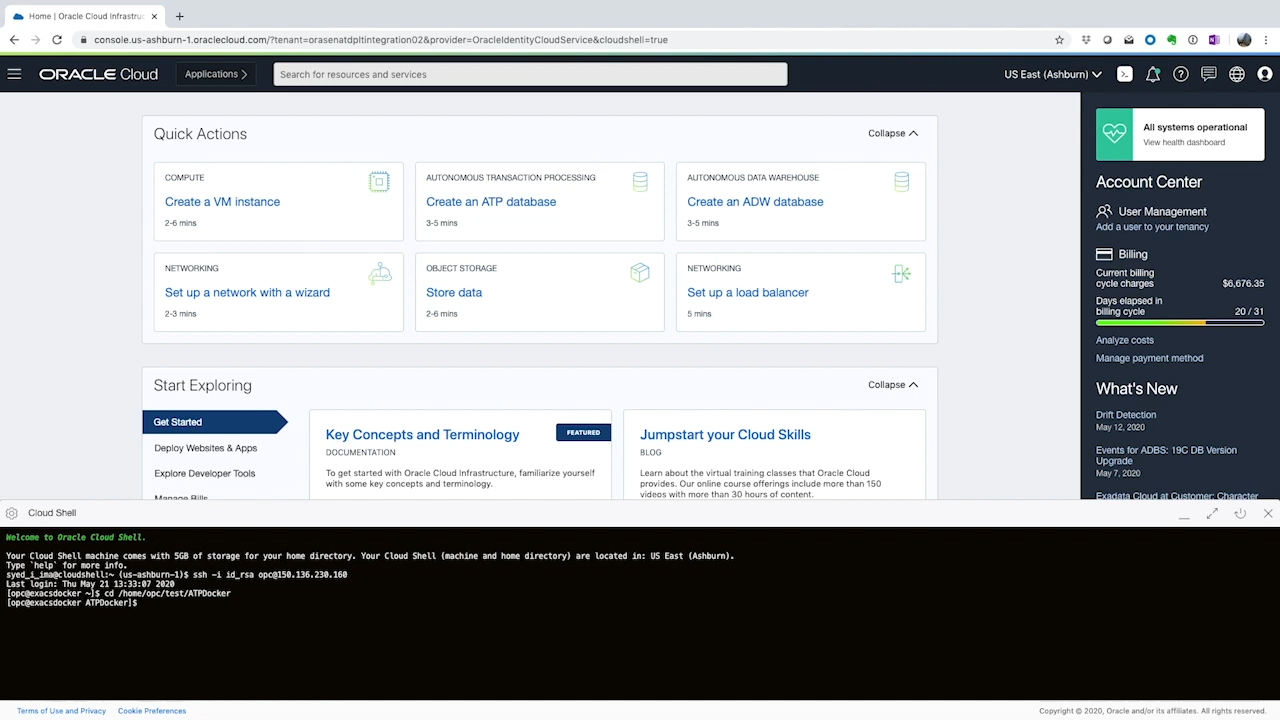 Home | Oracle Cloud Infrastruc
console.us-ashburn-1.oraclecloud.com/?tenant=orasenatdpltintegration02&provider=OracleIdentityCloudService&cloudshell=true
ORACLE Cloud
Applications
Search for resources and services
US East (Ashburn)
Quick Actions
Collapse
COMPUTE
Create a VM instance
2-6 mins
AUTONOMOUS TRANSACTION PROCESSING
Create an ATP database
3-5 mins
AUTONOMOUS DATA WAREHOUSE
Create an ADW database
3-5 mins
NETWORKING
Set up a network with a wizard
2-3 mins
OBJECT STORAGE
Store data
2-6 mins
NETWORKING
Set up a load balancer
5 mins
Start Exploring
Collapse
Get Started
Deploy Websites & Apps
Explore Developer Tools
Manage Bills
Key Concepts and Terminology
FEATURED
DOCUMENTATION
To get started with Oracle Cloud Infrastructure, familiarize yourself
with some key concepts and terminology.
Jumpstart your Cloud Skills
BLOG
Learn about the virtual training classes that Oracle Cloud
provides. Our online course offerings include more than 150
videos with more than 30 hours of content.
All systems operational
View health dashboard
Account Center
User Management
Add a user to your tenancy
Billing
Current billing
cycle charges
$6,676.35
Days elapsed in
billing cycle
20 / 31
Analyze costs
Manage payment method
What's New
Drift Detection
May 12, 2020
Events for ADBS: 19C DB Version
Upgrade
May 7, 2020
Exadata Cloud at Customer: Character
Cloud Shell
Welcome to Oracle Cloud Shell.
Your Cloud Shell machine comes with 5GB of storage for your home directory. Your Cloud Shell (machine and home directory) are located in: US East (Ashburn).
Type `help` for more info.
syed_i_ima@cloudshell:~ (us-ashburn-1)$ ssh -i id_rsa opc@150.136.230.160
Last login: Thu May 21 13:33:07 2020
[opc@exacsdocker ~]$ cd /home/opc/test/ATPDocker
[opc@exacsdocker ATPDocker]$
Terms of Use and Privacy
Cookie Preferences
Copyright © 2020, Oracle and/or its affiliates. All rights reserved.